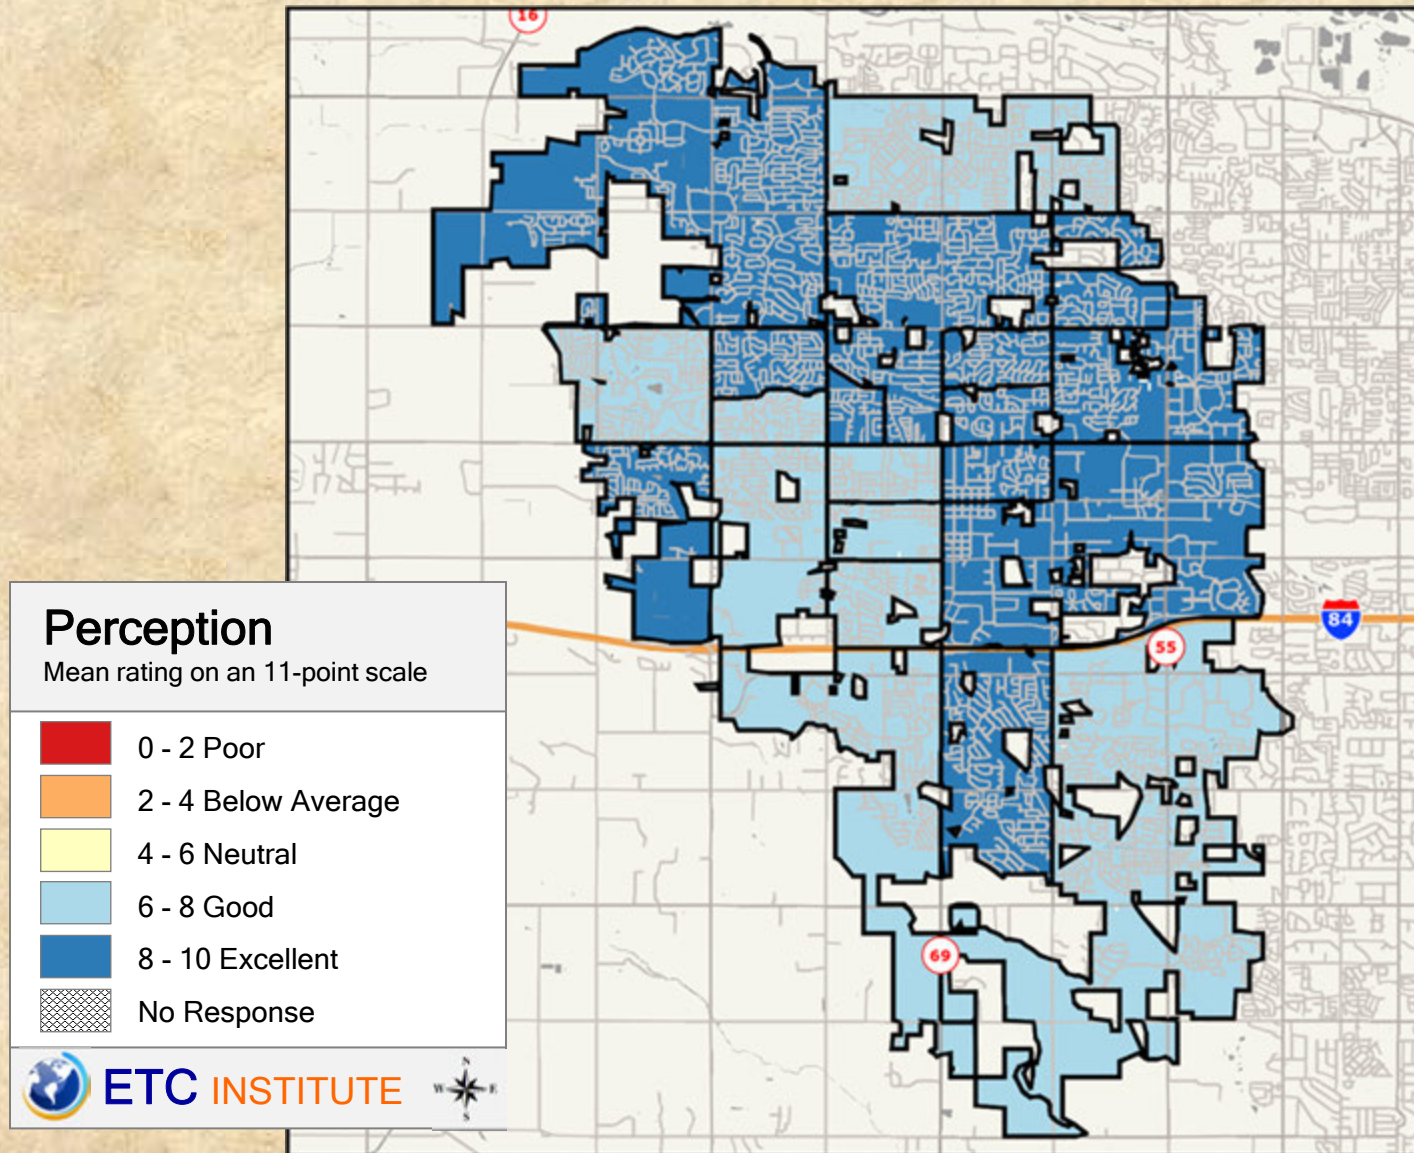 16
84
55
69
Perception
Mean rating on an 11-point scale
0 - 2 Poor
2 - 4 Below Average
4 - 6 Neutral
6 - 8 Good
8 - 10 Excellent
No Response
ETC INSTITUTE
N
W E
S